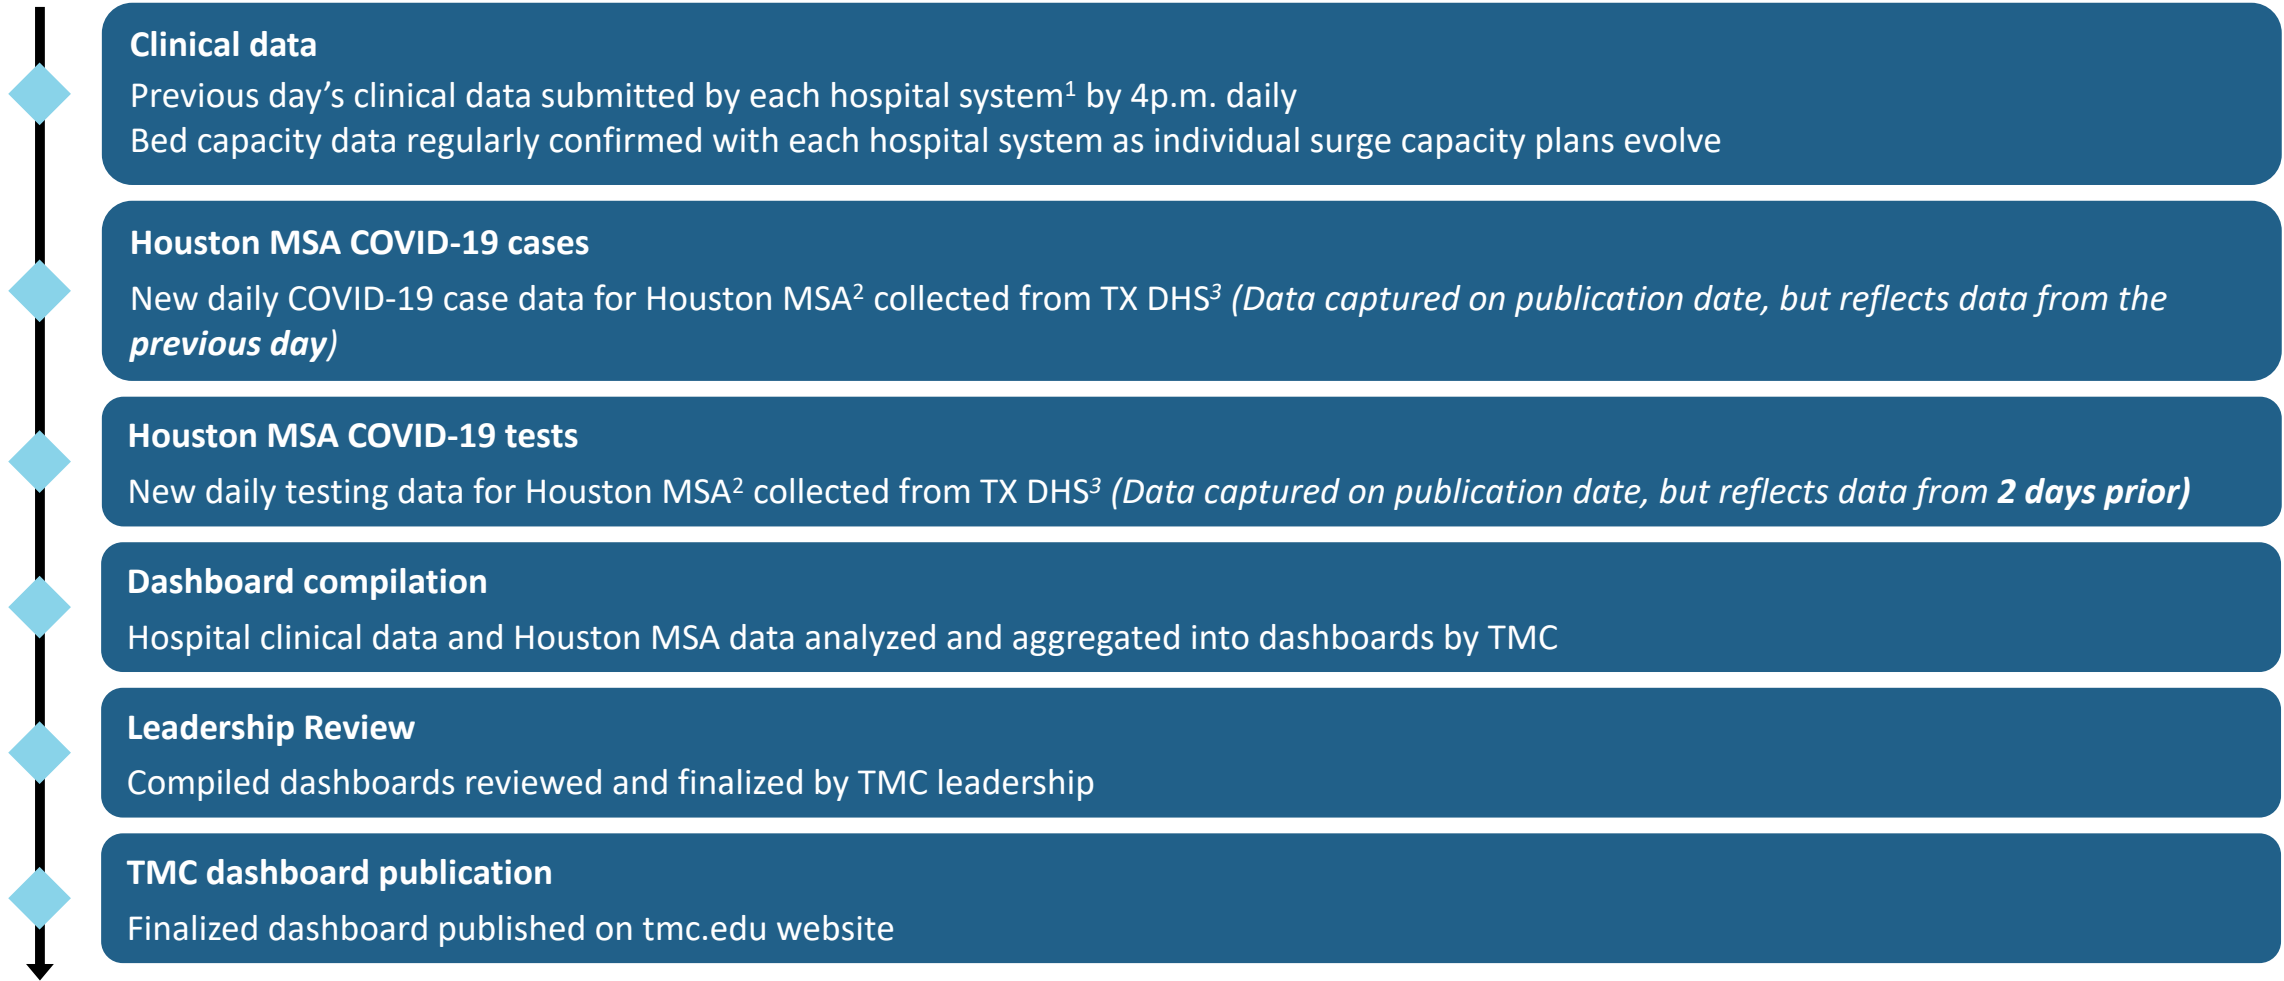 Clinical data
Previous day’s clinical data submitted by each hospital system¹ by 4p.m. daily
Bed capacity data regularly confirmed with each hospital system as individual surge capacity plans evolve
Houston MSA COVID-19 cases
New daily COVID-19 case data for Houston MSA² collected from TX DHS³ (Data captured on publication date, but reflects data from the
previous day)
Houston MSA COVID-19 tests
New daily testing data for Houston MSA² collected from TX DHS³ (Data captured on publication date, but reflects data from 2 days prior)
Dashboard compilation
Hospital clinical data and Houston MSA data analyzed and aggregated into dashboards by TMC
Leadership Review
Compiled dashboards reviewed and finalized by TMC leadership
TMC dashboard publication
Finalized dashboard published on tmc.edu website